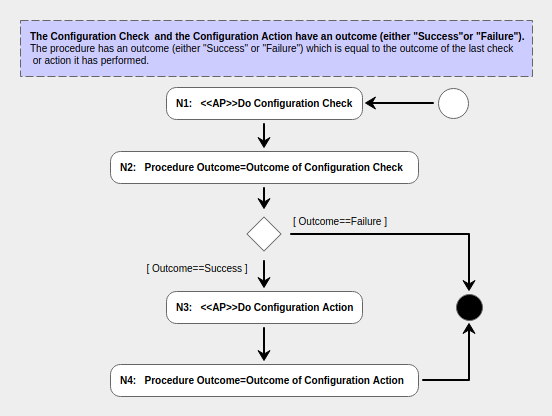 The Configuration Check  and the Configuration Action have an outcome (either "Success"or "Failure").
The procedure has an outcome (either "Success" or "Failure") which is equal to the outcome of the last check
or action it has performed.
N1:   <<AP>>Do Configuration Check
N2:   Procedure Outcome=Outcome of Configuration Check
[ Outcome==Failure ]
[ Outcome==Success ]
N3:   <<AP>>Do Configuration Action
N4:   Procedure Outcome=Outcome of Configuration Action